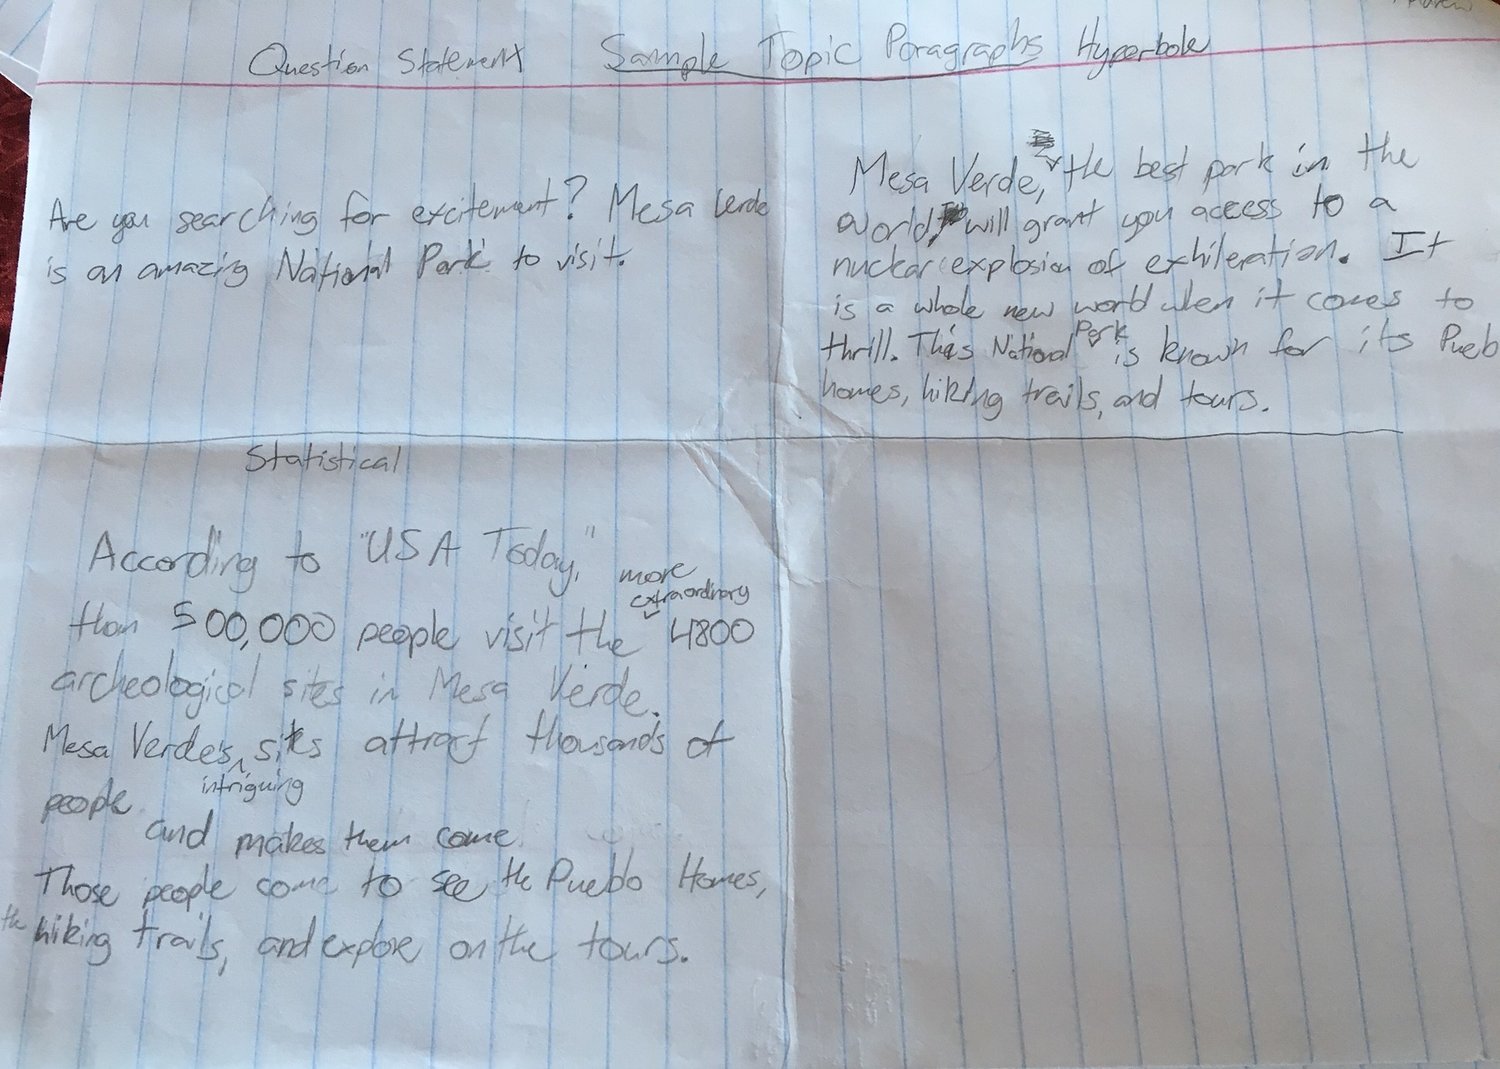 Question Statement
Sample Topic Paragraphs
Hyperbole
Are you searching for excitement? Mesa Verde
is an amazing National Park to visit.
Mesa Verde, the best park in the
world, will grant you access to a
nuclear explosion of exhileration. It
is a whole new world when it comes to
thrill. This National Park is known for its Pueb
homes, hiking trails, and tours.
Statistical
According to "USA Today," more
than 500,000 people visit the extraordinary 4800
archeological sites in Mesa Verde.
Mesa Verde's intriguing sites attract thousands of
people
and makes them come
Those people come to see the Pueblo Homes,
the hiking trails, and explore on the tours.